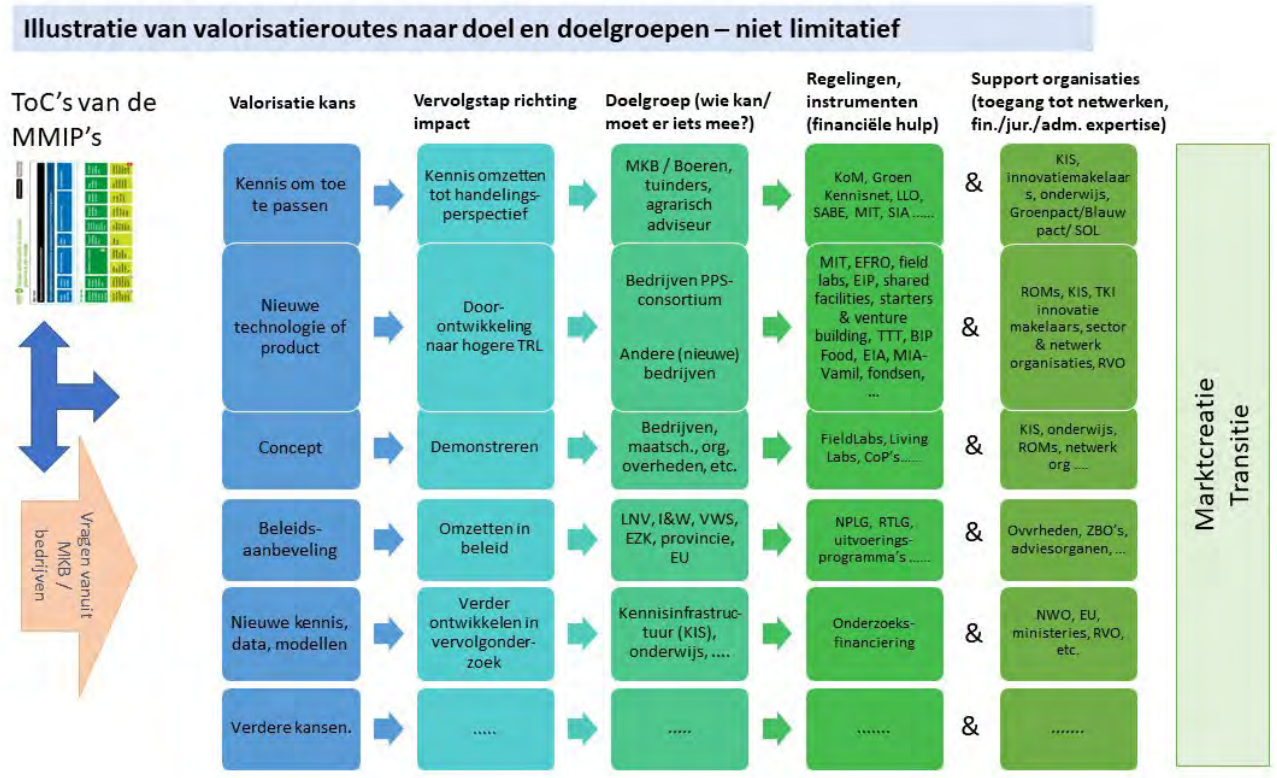 Illustratie van valorisatieroutes naar doel en doelgroepen – niet limitatief
ToC's van de
MMIP's
Vragen vanuit
MKB /
bedrijven
Valorisatie kans
Vervolgstap richting
impact
Doelgroep (wie kan/
moet er iets mee?)
Regelingen,
instrumenten
(financiële hulp)
Support organisaties
(toegang tot netwerken,
fin./jur./adm. expertise)
Kennis om toe
te passen
Kennis omzetten
tot handelings-
perspectief
MKB / Boeren,
tuinders,
agrarisch
adviseur
KoM, Groen
Kennisnet, LLO,
SABE, MIT, SIA ......
&
KIS,
innovatiemakelaar
s, onderwijs,
Groenpact/Blauw
pact/ SOL
Nieuwe
technologie of
product
Door-
ontwikkeling
naar hogere TRL
Bedrijven PPS-
consortium
Andere (nieuwe)
bedrijven
MIT, EFRO, field
labs, EIP, shared
facilities, starters
& venture
building, TTT, BIP
Food, EIA, MIA-
Vamil, fondsen,
...
&
ROMs, KIS, TKI
innovatie
makelaars, sector
& netwerk
organisaties, RVO
Concept
Demonstreren
Bedrijven,
maatsch., org,
overheden, etc.
FieldLabs, Living
Labs, CoP's......
&
KIS, onderwijs,
ROMs, netwerk
org ....
Beleids-
aanbeveling
Omzetten in
beleid
LNV, I&W, VWS,
EZK, provincie,
EU
NPLG, RTLG,
uitvoerings-
programma's ......
&
Ovvrheden, ZBO's,
adviesorganen, ...
Nieuwe kennis,
data, modellen
Verder
ontwikkelen in
vervolgonder-
zoek
Kennisinfrastruc-
tuur (KIS),
onderwijs, ....
Onderzoeks-
financiering
&
NWO, EU,
ministeries, RVO,
etc.
Verdere kansen.
.....
.....
.......
&
.......
Marktcreatie
Transitie